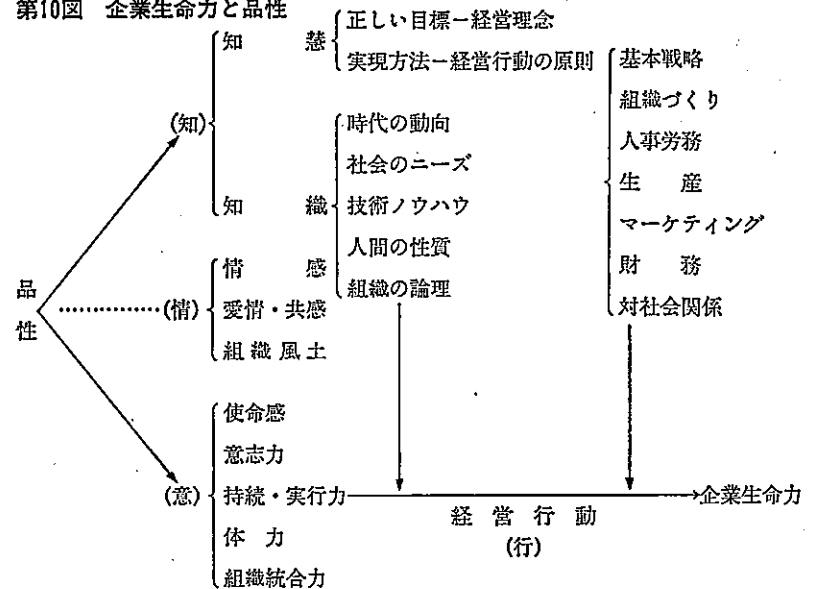 第10図 企業生命力と品性
品性
(知)
知 慧
正しい目標ー経営理念
実現方法ー経営行動の原則
基本戦略
組織づくり
人事労務
生 産
マーケティング
財 務
対社会関係
知 織
時代の動向
社会のニーズ
技術ノウハウ
人間の性質
組織の論理
(情)
情 感
愛情・共感
組織風土
(意)
使命感
意志力
持続・実行力
体 力
組織統合力
経営行動
(行)
企業生命力